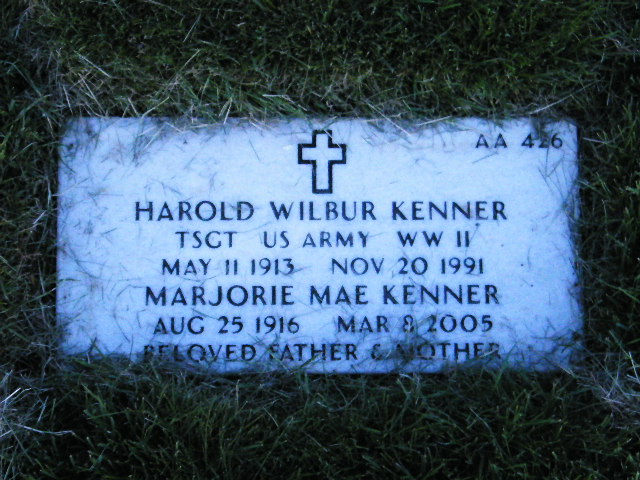 AA 426
HAROLD WILBUR KENNER
TSGT US ARMY WW II
MAY 11 1913 NOV 20 1991
MARJORIE MAE KENNER
AUG 25 1916 MAR 8 2005
BELOVED FATHER & MOTHER